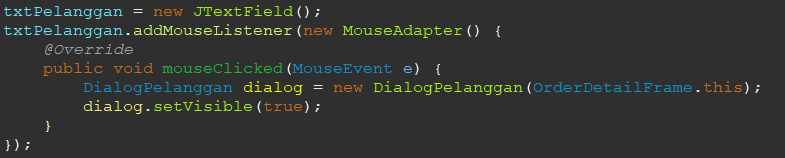 txtPelanggan = new JTextField();
txtPelanggan.addMouseListener(new MouseAdapter() {
    @Override
    public void mouseClicked(MouseEvent e) {
        DialogPelanggan dialog = new DialogPelanggan(OrderDetailFrame.this);
        dialog.setVisible(true);
    }
});